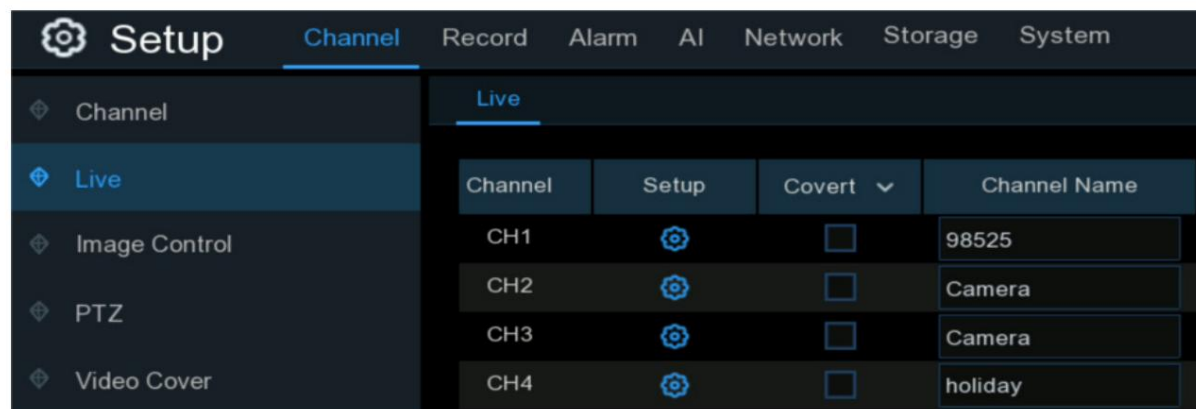 Setup Channel Record Alarm AI Network Storage System
Channel
Live
Image Control
PTZ
Video Cover
Live
Channel Setup Covert Channel Name
CH1 98525
CH2 Camera
CH3 Camera
CH4 holiday